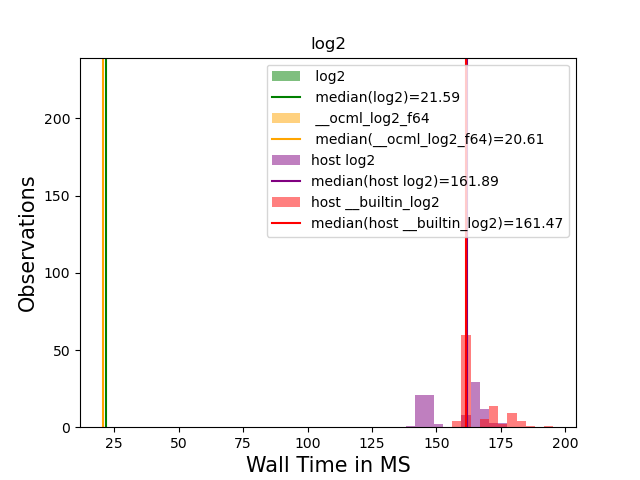 log2
log2
median(log2)=21.59
__ocml_log2_f64
median(__ocml_log2_f64)=20.61
host log2
median(host log2)=161.89
host __builtin_log2
median(host __builtin_log2)=161.47
Observations
200
150
100
50
0
25 50 75 100 125 150 175 200
Wall Time in MS